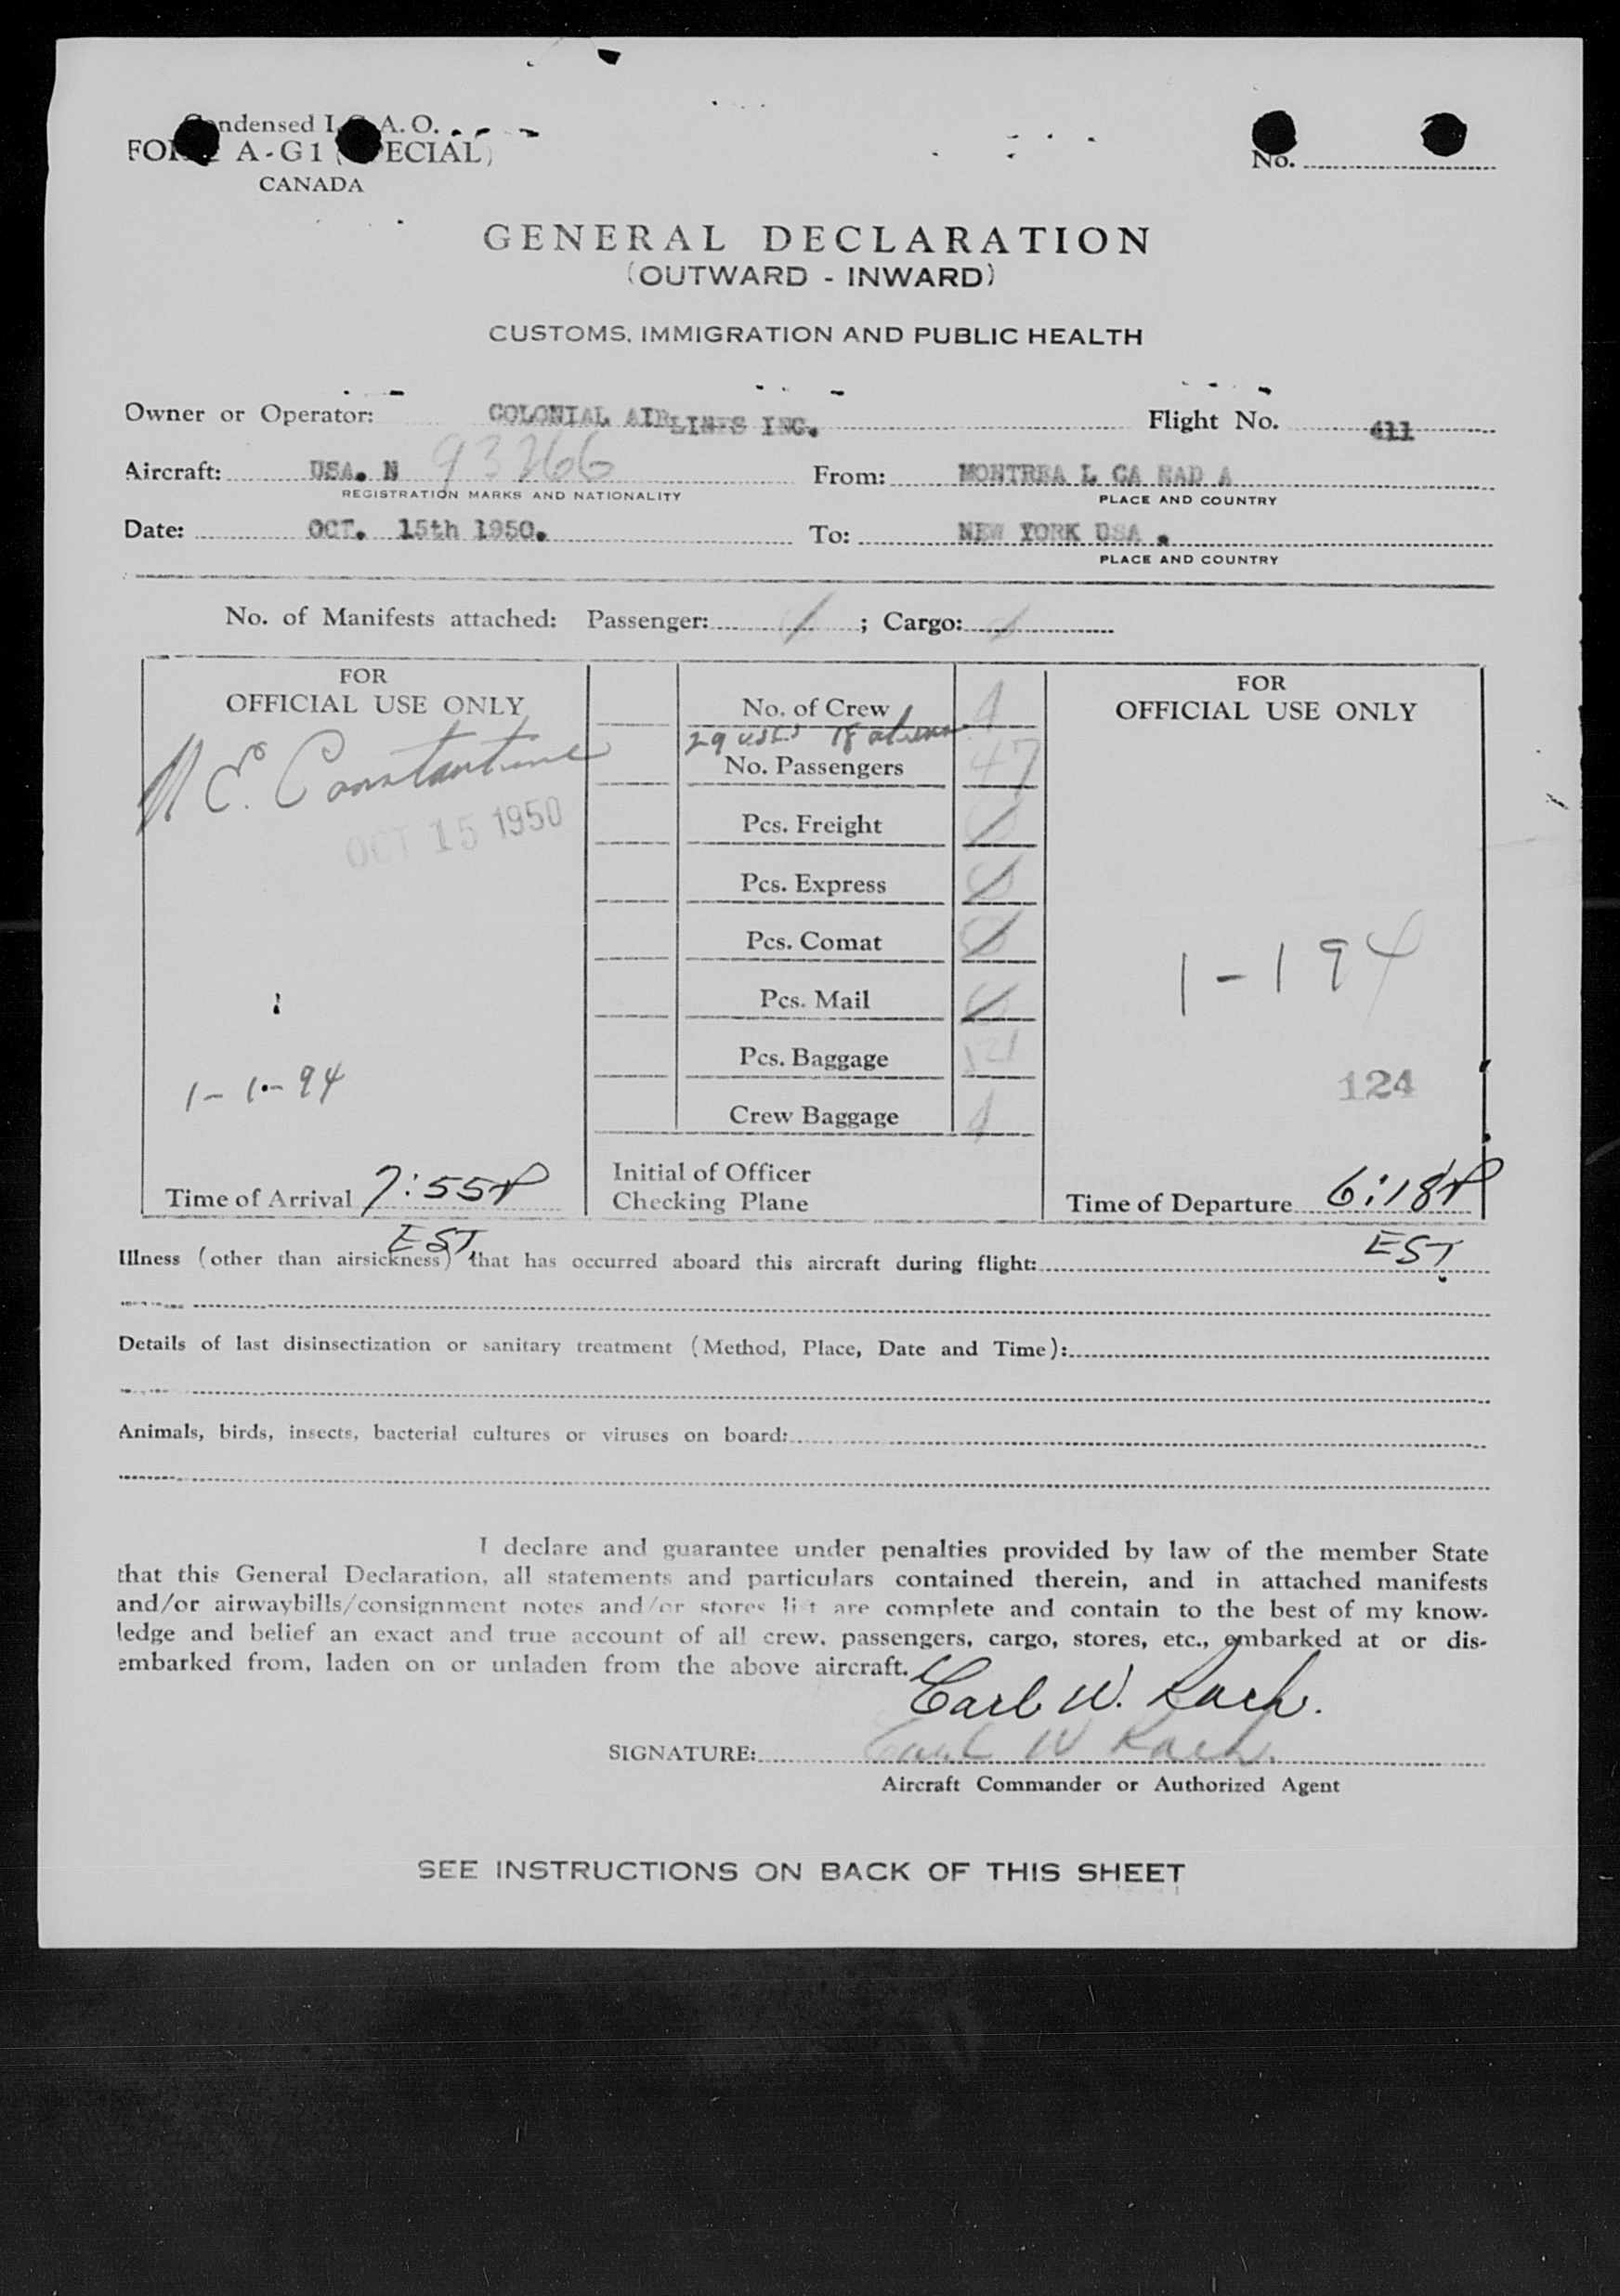 Condensed I.C.A.O.
FORM A-G1 (SPECIAL)
CANADA
No.
GENERAL DECLARATION
(OUTWARD - INWARD)
CUSTOMS, IMMIGRATION AND PUBLIC HEALTH
Owner or Operator: COLONIAL AIRLINES INC. Flight No. 411
Aircraft: USA. N 93266 From: MONTREA L CA NAD A
REGISTRATION MARKS AND NATIONALITY PLACE AND COUNTRY
Date: OCT. 15th 1950. To: NEW YORK USA .
PLACE AND COUNTRY
No. of Manifests attached: Passenger: 1 ; Cargo:
FOR
OFFICIAL USE ONLY
E. Constantine
OCT 15 1950
1-1-94
Time of Arrival 7:55P
EST
No. of Crew
29 USCs 18 aliens
No. Passengers 47
Pcs. Freight
Pcs. Express
Pcs. Comat
Pcs. Mail
Pcs. Baggage
Crew Baggage
Initial of Officer
Checking Plane
FOR
OFFICIAL USE ONLY
1-194
124
Time of Departure 6:18P
EST
Illness (other than airsickness) that has occurred aboard this aircraft during flight:
Details of last disinsectization or sanitary treatment (Method, Place, Date and Time):
Animals, birds, insects, bacterial cultures or viruses on board:
I declare and guarantee under penalties provided by law of the member State
that this General Declaration, all statements and particulars contained therein, and in attached manifests
and/or airwaybills/consignment notes and/or stores list are complete and contain to the best of my know-
ledge and belief an exact and true account of all crew, passengers, cargo, stores, etc., embarked at or dis-
embarked from, laden on or unladen from the above aircraft.
Carl W. Rach.
SIGNATURE: Carl W Rach.
Aircraft Commander or Authorized Agent
SEE INSTRUCTIONS ON BACK OF THIS SHEET